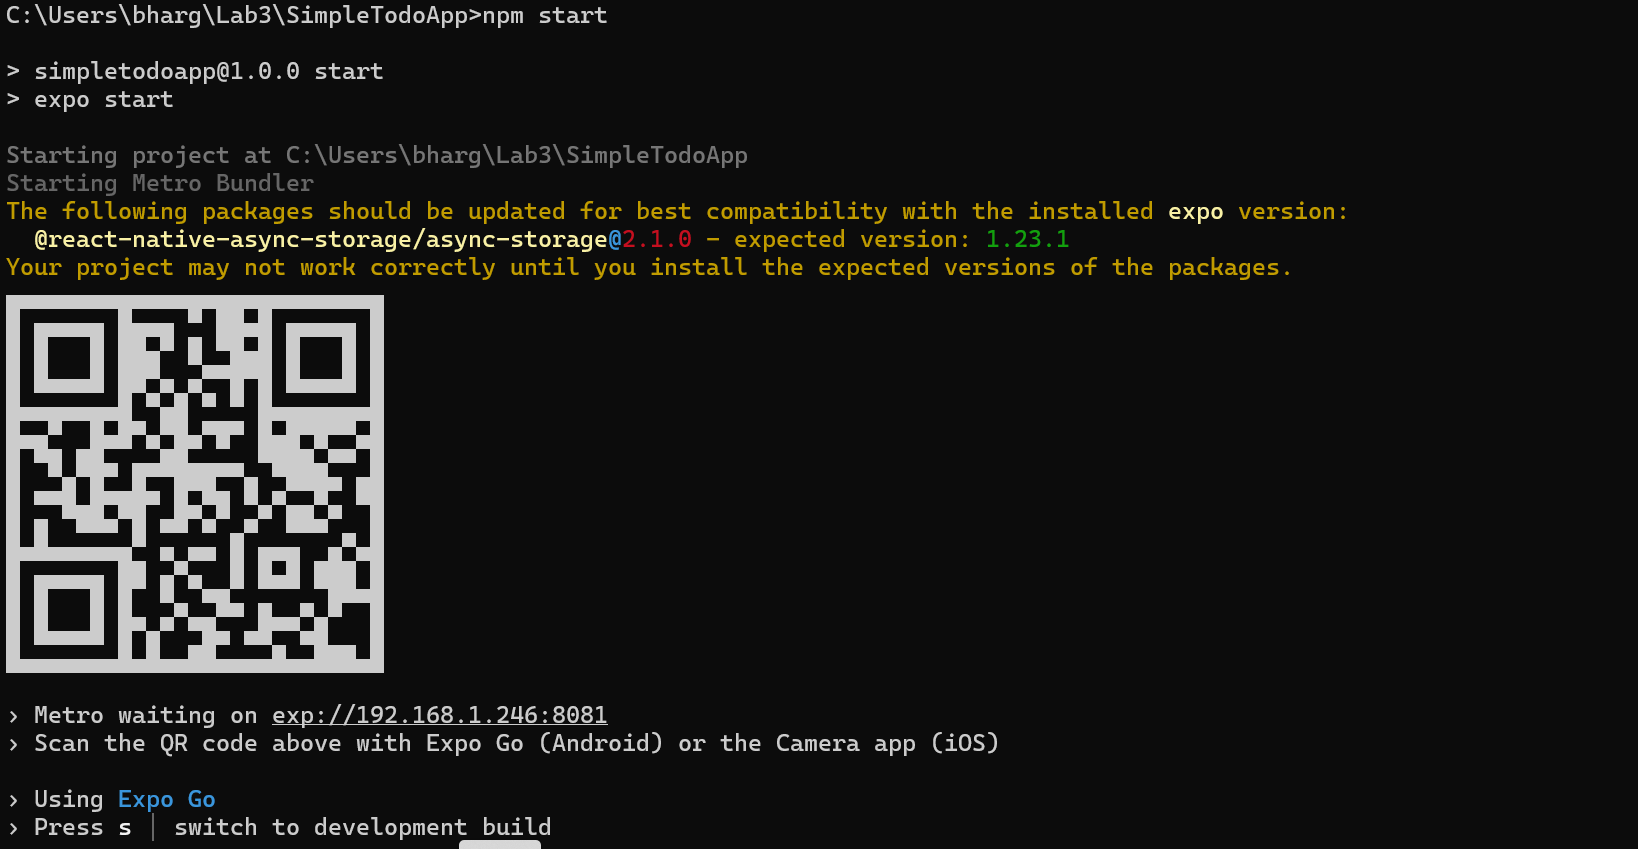 C:\Users\bharg\Lab3\SimpleTodoApp>npm start
> simpletodoapp@1.0.0 start
> expo start
Starting project at C:\Users\bharg\Lab3\SimpleTodoApp
Starting Metro Bundler
The following packages should be updated for best compatibility with the installed expo version:
  @react-native-async-storage/async-storage@2.1.0 - expected version: 1.23.1
Your project may not work correctly until you install the expected versions of the packages.
› Metro waiting on exp://192.168.1.246:8081
› Scan the QR code above with Expo Go (Android) or the Camera app (iOS)
› Using Expo Go
› Press s │ switch to development build